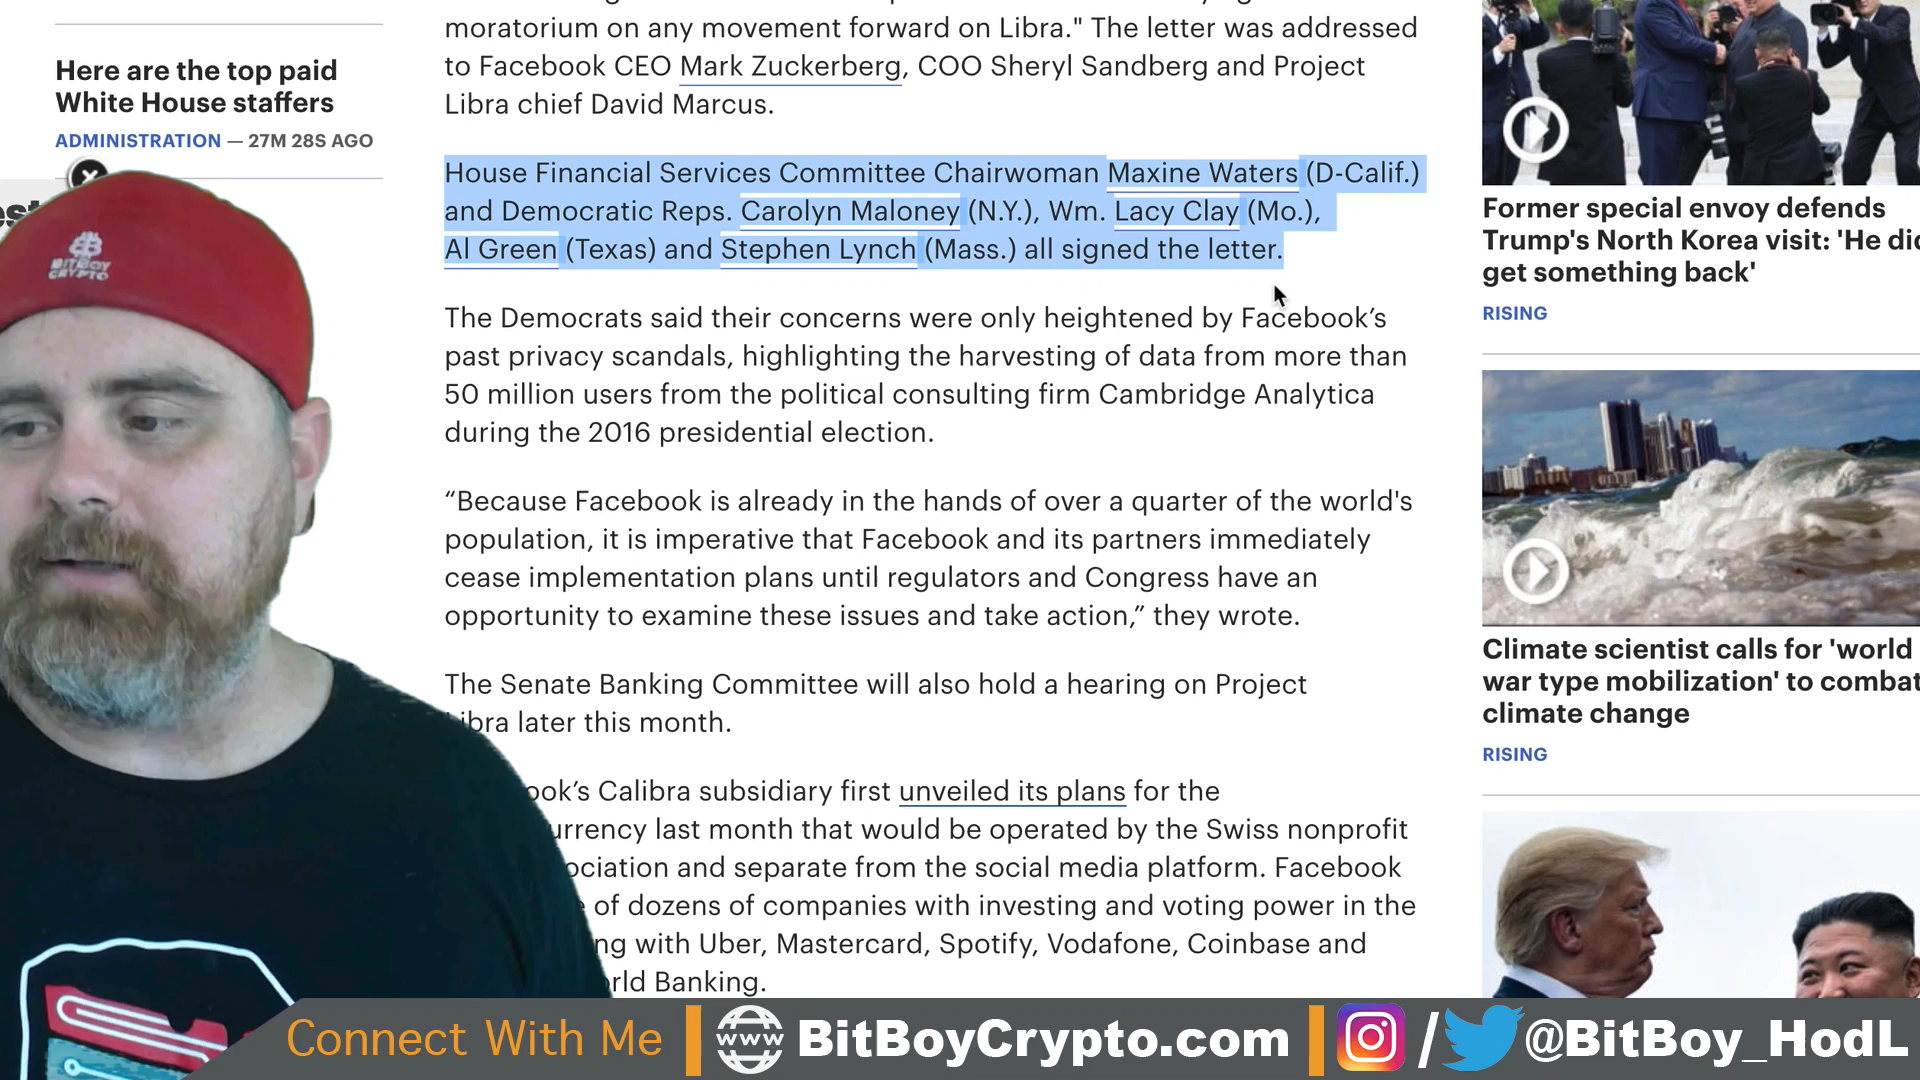 Here are the top paid
White House staffers
ADMINISTRATION — 27M 28S AGO
moratorium on any movement forward on Libra." The letter was addressed
to Facebook CEO Mark Zuckerberg, COO Sheryl Sandberg and Project
Libra chief David Marcus.
House Financial Services Committee Chairwoman Maxine Waters (D-Calif.)
and Democratic Reps. Carolyn Maloney (N.Y.), Wm. Lacy Clay (Mo.),
Al Green (Texas) and Stephen Lynch (Mass.) all signed the letter.
The Democrats said their concerns were only heightened by Facebook’s
past privacy scandals, highlighting the harvesting of data from more than
50 million users from the political consulting firm Cambridge Analytica
during the 2016 presidential election.
“Because Facebook is already in the hands of over a quarter of the world's
population, it is imperative that Facebook and its partners immediately
cease implementation plans until regulators and Congress have an
opportunity to examine these issues and take action,” they wrote.
The Senate Banking Committee will also hold a hearing on Project
ibra later this month.
ook’s Calibra subsidiary first unveiled its plans for the
urrency last month that would be operated by the Swiss nonprofit
ociation and separate from the social media platform. Facebook
of dozens of companies with investing and voting power in the
ng with Uber, Mastercard, Spotify, Vodafone, Coinbase and
rld Banking.
Former special envoy defends
Trump's North Korea visit: 'He did
get something back'
RISING
Climate scientist calls for 'world
war type mobilization' to combat
climate change
RISING
BITBOY
CRYPTO
Connect With Me
WWW
BitBoyCrypto.com
/
@BitBoy_HodL